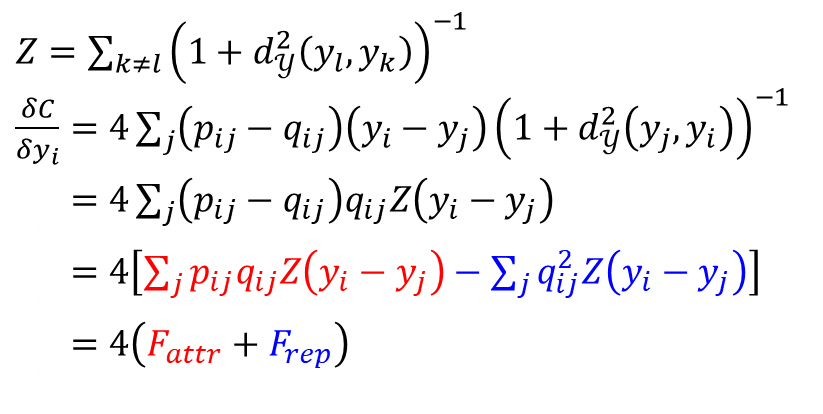 Z = ∑_{k≠l} (1 + d_𝒴^2(y_l, y_k))^{-1}
δC/δy_i = 4 ∑_j (p_{ij} − q_{ij})(y_i − y_j)(1 + d_𝒴^2(y_j, y_i))^{-1}
= 4 ∑_j (p_{ij} − q_{ij}) q_{ij} Z(y_i − y_j)
= 4[∑_j p_{ij} q_{ij} Z(y_i − y_j) − ∑_j q_{ij}^2 Z(y_i − y_j)]
= 4(F_{attr} + F_{rep})